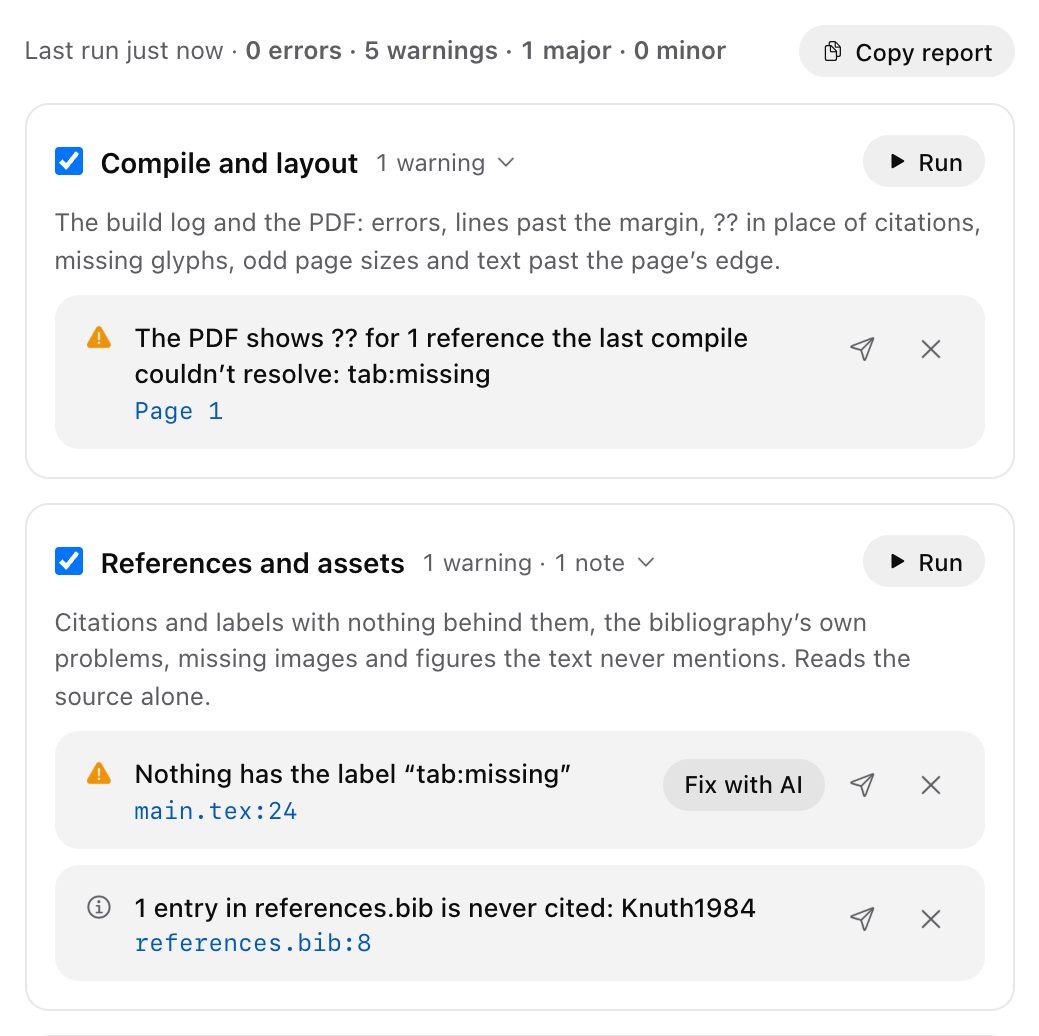 Last run just now · 0 errors · 5 warnings · 1 major · 0 minor
Copy report
Compile and layout 1 warning
Run
The build log and the PDF: errors, lines past the margin, ?? in place of citations,
missing glyphs, odd page sizes and text past the page’s edge.
The PDF shows ?? for 1 reference the last compile
couldn’t resolve: tab:missing
Page 1
References and assets 1 warning · 1 note
Run
Citations and labels with nothing behind them, the bibliography’s own
problems, missing images and figures the text never mentions. Reads the
source alone.
Nothing has the label “tab:missing”
Fix with AI
main.tex:24
1 entry in references.bib is never cited: Knuth1984
references.bib:8